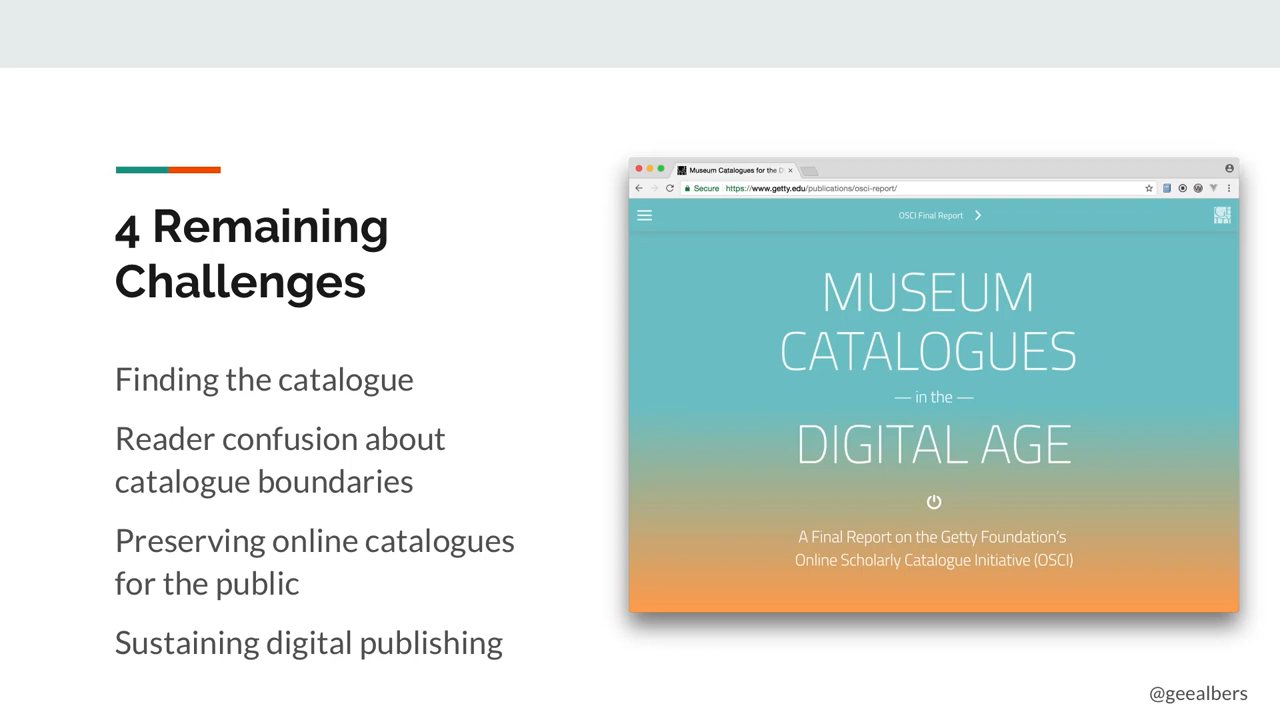 4 Remaining
Challenges
Finding the catalogue
Reader confusion about
catalogue boundaries
Preserving online catalogues
for the public
Sustaining digital publishing
Museum Catalogues for the D
Secure https://www.getty.edu/publications/osci-report/
OSCI Final Report
MUSEUM
CATALOGUES
— in the —
DIGITAL AGE
A Final Report on the Getty Foundation's
Online Scholarly Catalogue Initiative (OSCI)
@geealbers